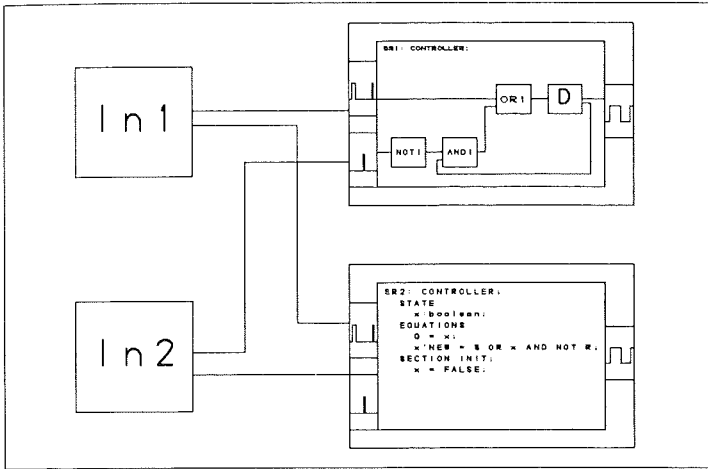 In1
SR1: CONTROLLER;
OR1
D
NOT1
AND1
In2
SR2: CONTROLLER;
STATE
x:boolean;
EQUATIONS
Q = x;
x'NEW = S OR x AND NOT R;
SECTION INIT;
x = FALSE;